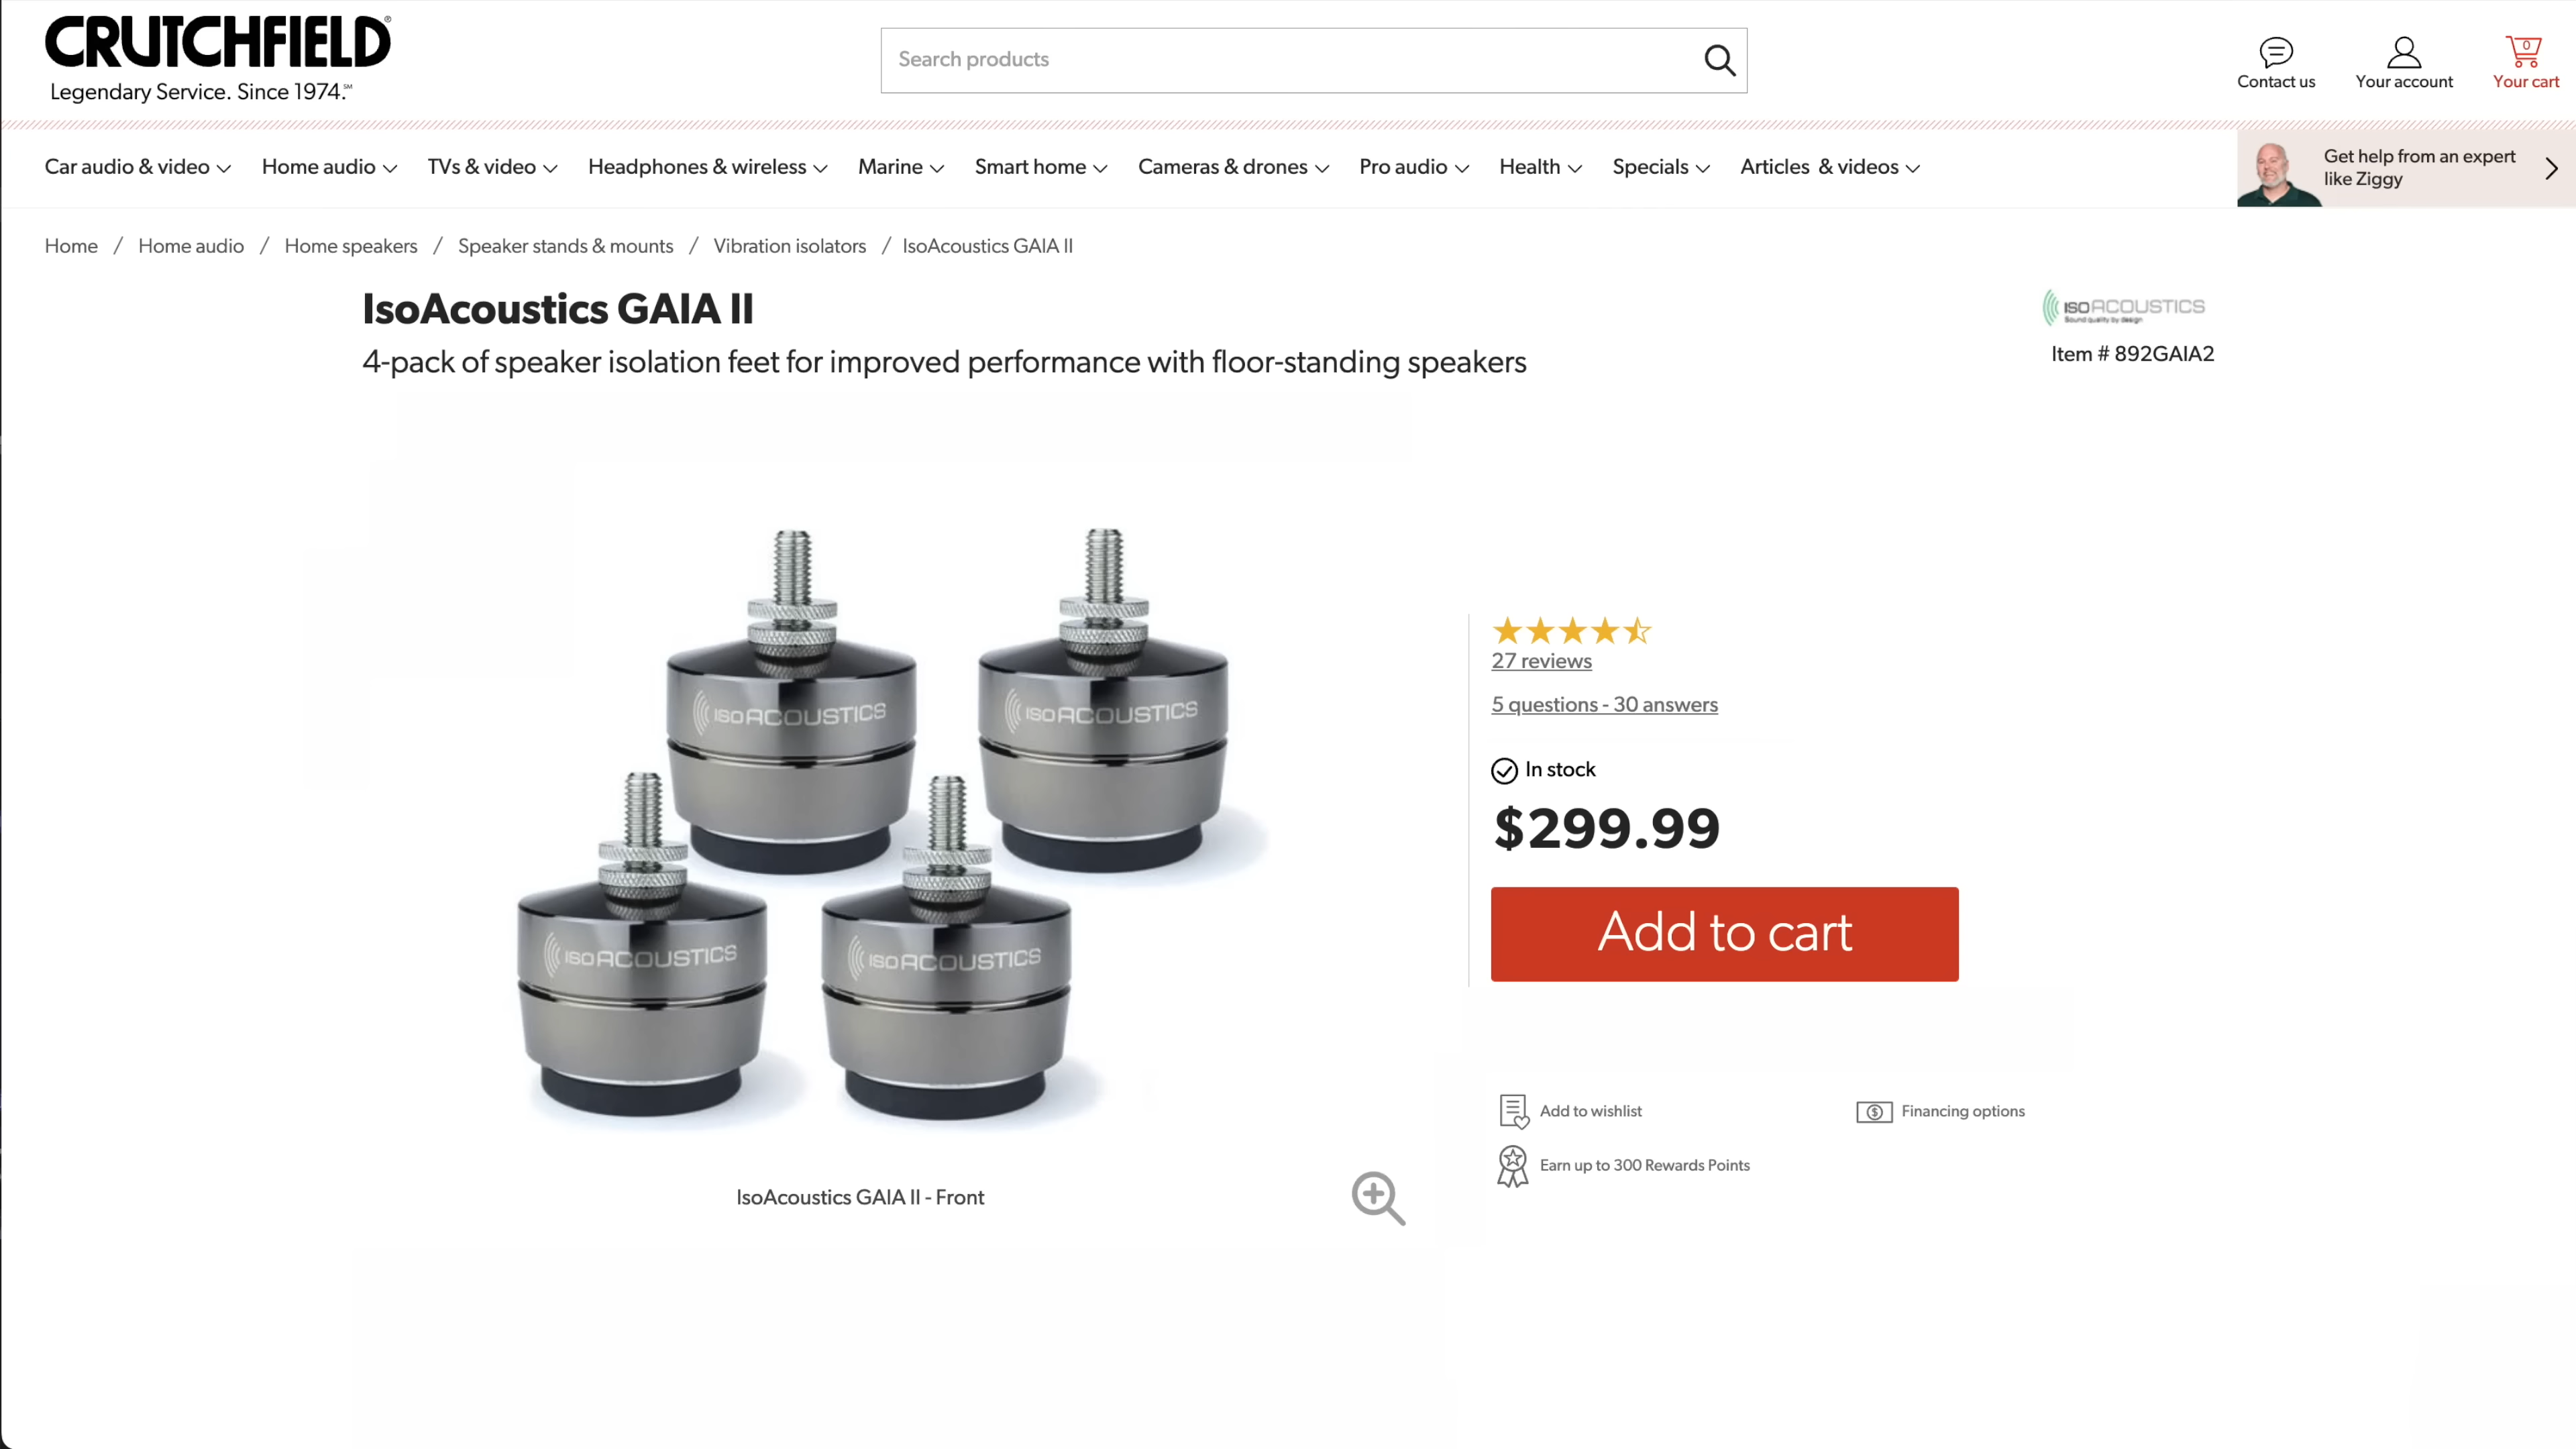 CRUTCHFIELD®
Legendary Service. Since 1974.℠
Search products
Contact us
Your account
0
Your cart
Car audio & video
Home audio
TVs & video
Headphones & wireless
Marine
Smart home
Cameras & drones
Pro audio
Health
Specials
Articles & videos
Get help from an expert
like Ziggy
Home / Home audio / Home speakers / Speaker stands & mounts / Vibration isolators / IsoAcoustics GAIA II
IsoAcoustics GAIA II
4-pack of speaker isolation feet for improved performance with floor-standing speakers
ISOACOUSTICS
Sound quality by design
Item # 892GAIA2
ISOACOUSTICS
ISOACOUSTICS
ISOACOUSTICS
ISOACOUSTICS
IsoAcoustics GAIA II - Front
27 reviews
5 questions - 30 answers
In stock
$299.99
Add to cart
Add to wishlist
$
Financing options
Earn up to 300 Rewards Points